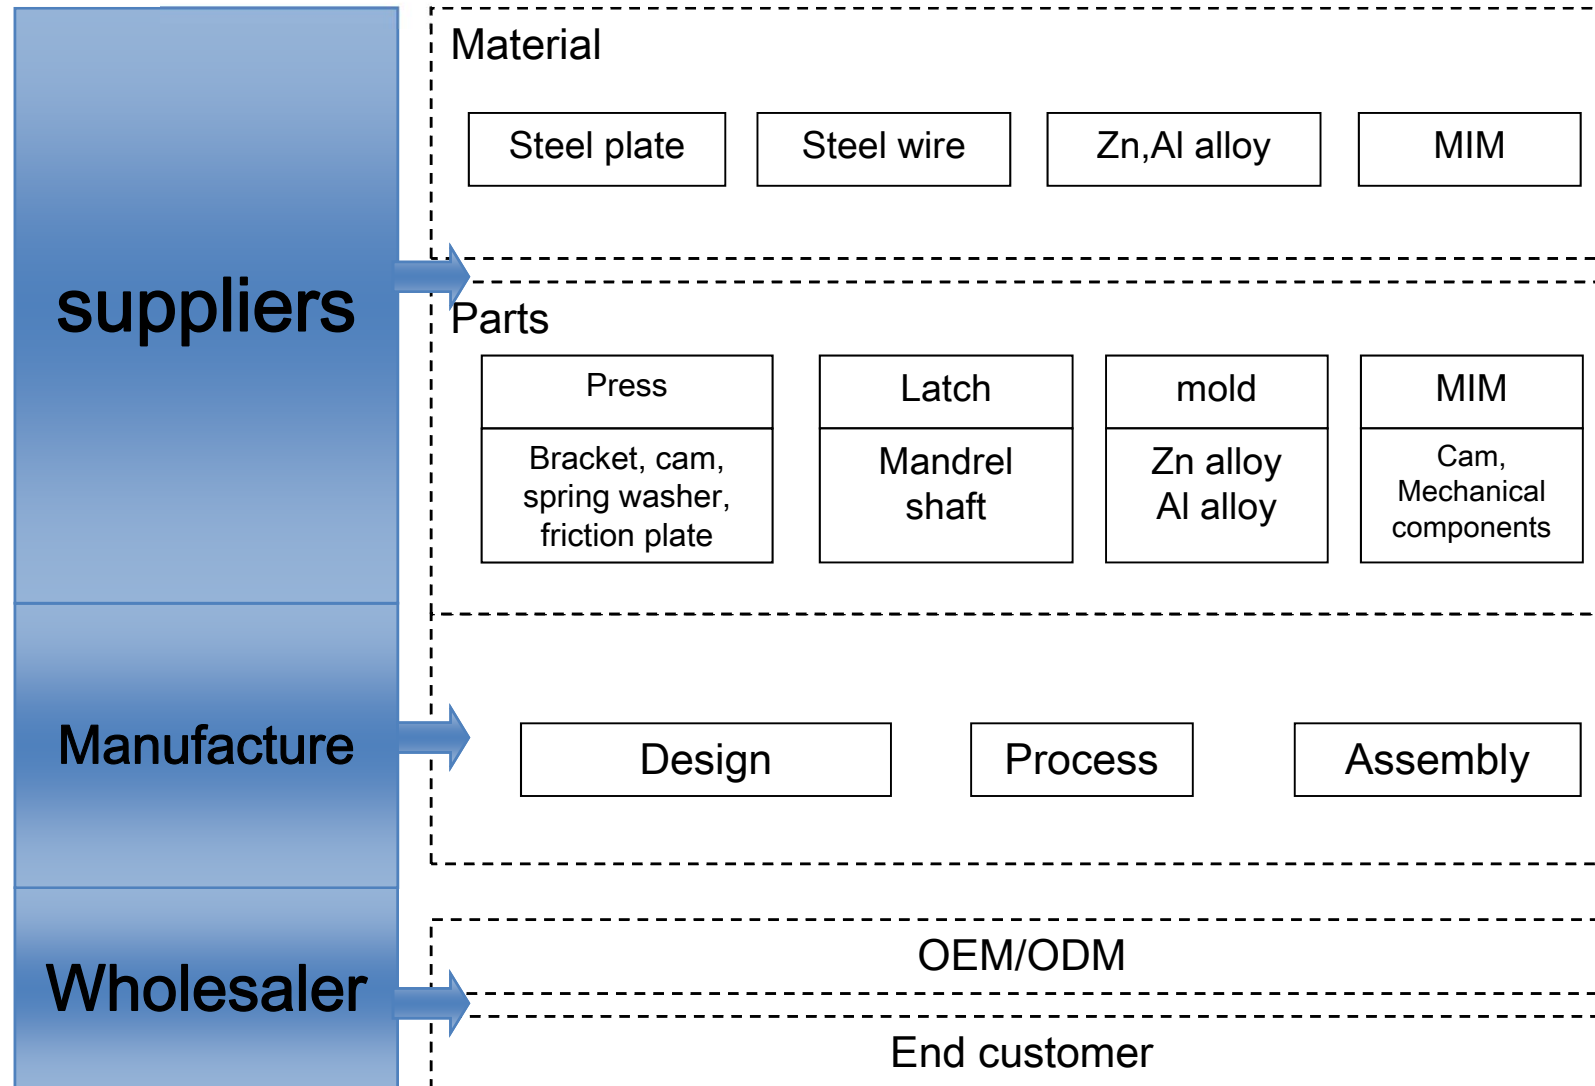 Material
Steel plate
Steel wire
Zn,Al alloy
MIM
suppliers
Parts
Press
Bracket, cam,
spring washer,
friction plate
Latch
Mandrel
shaft
mold
Zn alloy
Al alloy
MIM
Cam,
Mechanical
components
Manufacture
Design
Process
Assembly
Wholesaler
OEM/ODM
End customer